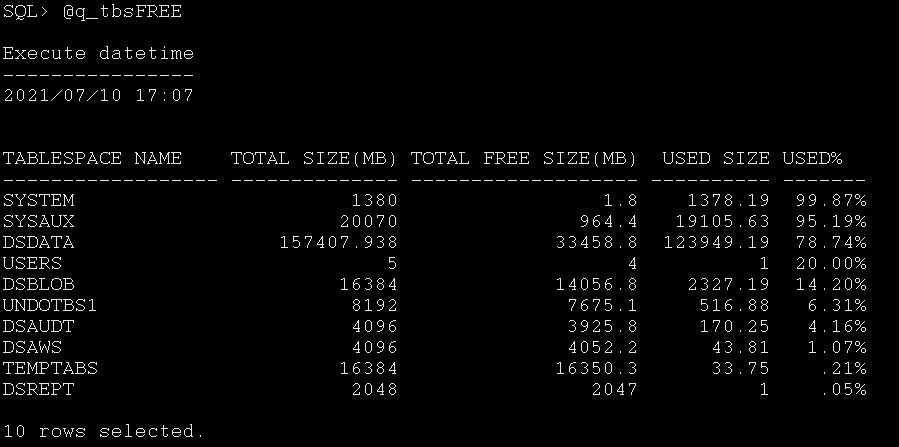 SQL> @q_tbsFREE
Execute datetime
----------------
2021/07/10 17:07
TABLESPACE NAME    TOTAL SIZE(MB) TOTAL FREE SIZE(MB)  USED SIZE USED%
------------------ -------------- ------------------- ---------- -------
SYSTEM                       1380                 1.8    1378.19  99.87%
SYSAUX                      20070               964.4   19105.63  95.19%
DSDATA                 157407.938             33458.8  123949.19  78.74%
USERS                           5                   4          1  20.00%
DSBLOB                      16384             14056.8    2327.19  14.20%
UNDOTBS1                     8192              7675.1     516.88   6.31%
DSAUDT                       4096              3925.8     170.25   4.16%
DSAWS                        4096              4052.2      43.81   1.07%
TEMPTABS                    16384             16350.3      33.75    .21%
DSREPT                       2048                2047          1    .05%
10 rows selected.